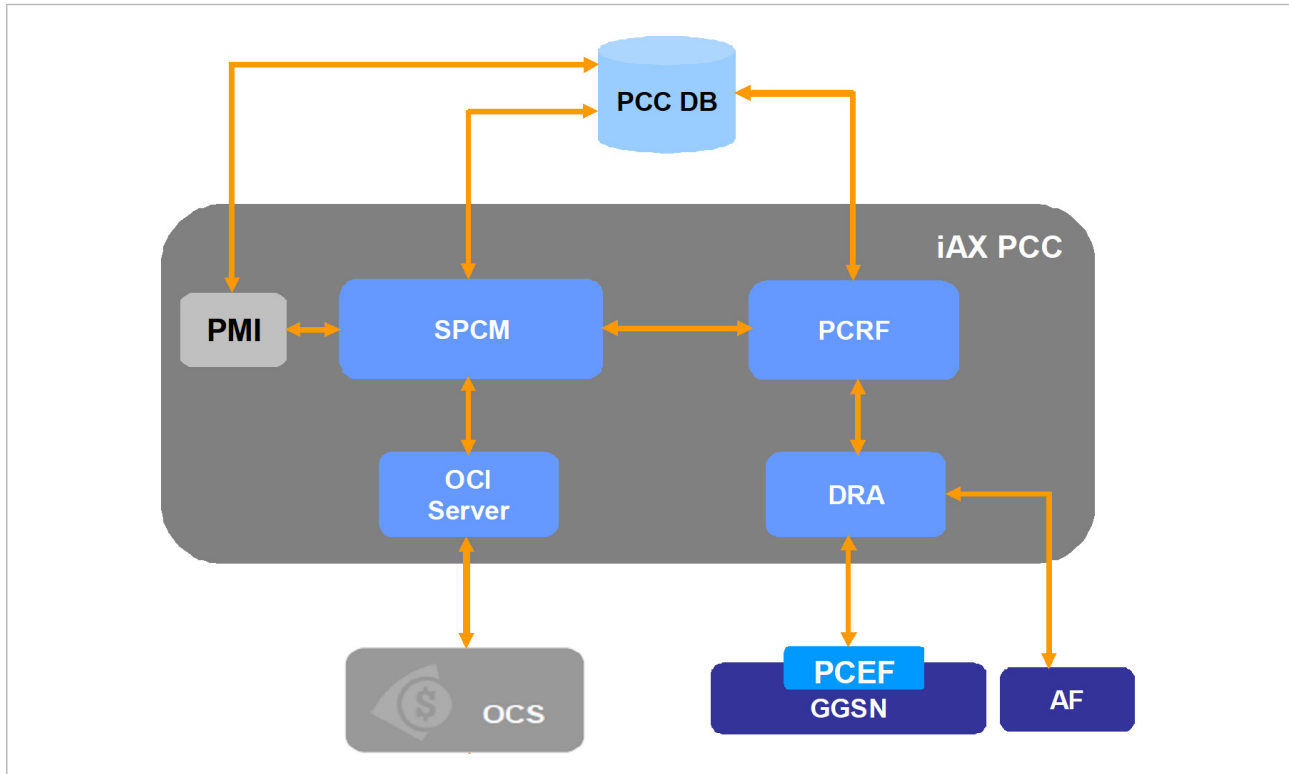 PCC DB
iAX PCC
PMI
SPCM
PCRF
OCI
Server
DRA
$
OCS
PCEF
GGSN
AF